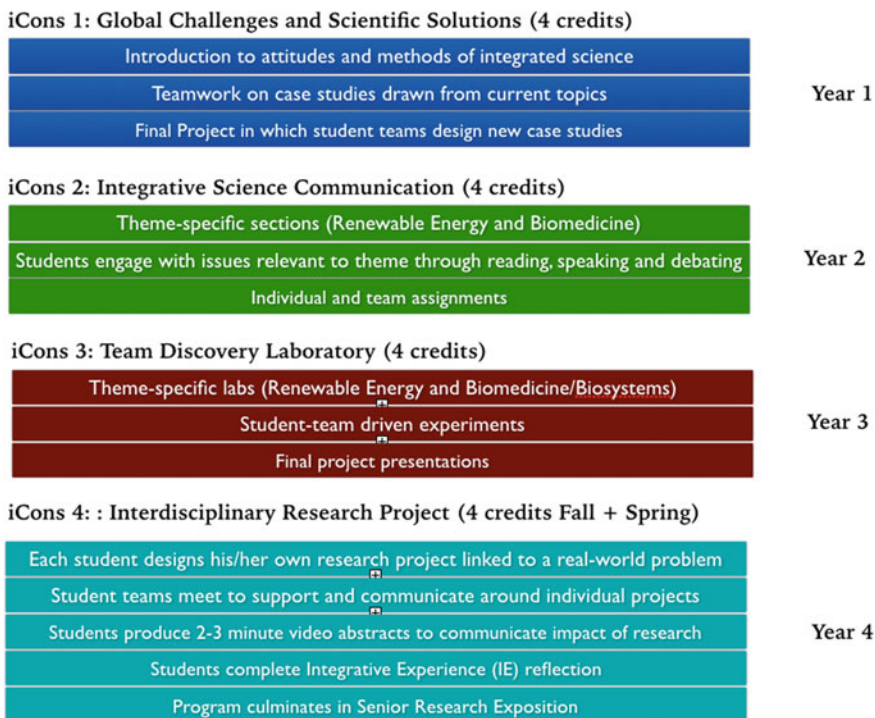 iCons 1: Global Challenges and Scientific Solutions (4 credits)
Introduction to attitudes and methods of integrated science
Teamwork on case studies drawn from current topics
Year 1
Final Project in which student teams design new case studies
iCons 2: Integrative Science Communication (4 credits)
Theme-specific sections (Renewable Energy and Biomedicine)
Students engage with issues relevant to theme through reading, speaking and debating
Year 2
Individual and team assignments
iCons 3: Team Discovery Laboratory (4 credits)
Theme-specific labs (Renewable Energy and Biomedicine/Biosystems)
Student-team driven experiments
Year 3
Final project presentations
iCons 4: : Interdisciplinary Research Project (4 credits Fall + Spring)
Each student designs his/her own research project linked to a real-world problem
Student teams meet to support and communicate around individual projects
Students produce 2-3 minute video abstracts to communicate impact of research
Year 4
Students complete Integrative Experience (IE) reflection
Program culminates in Senior Research Exposition